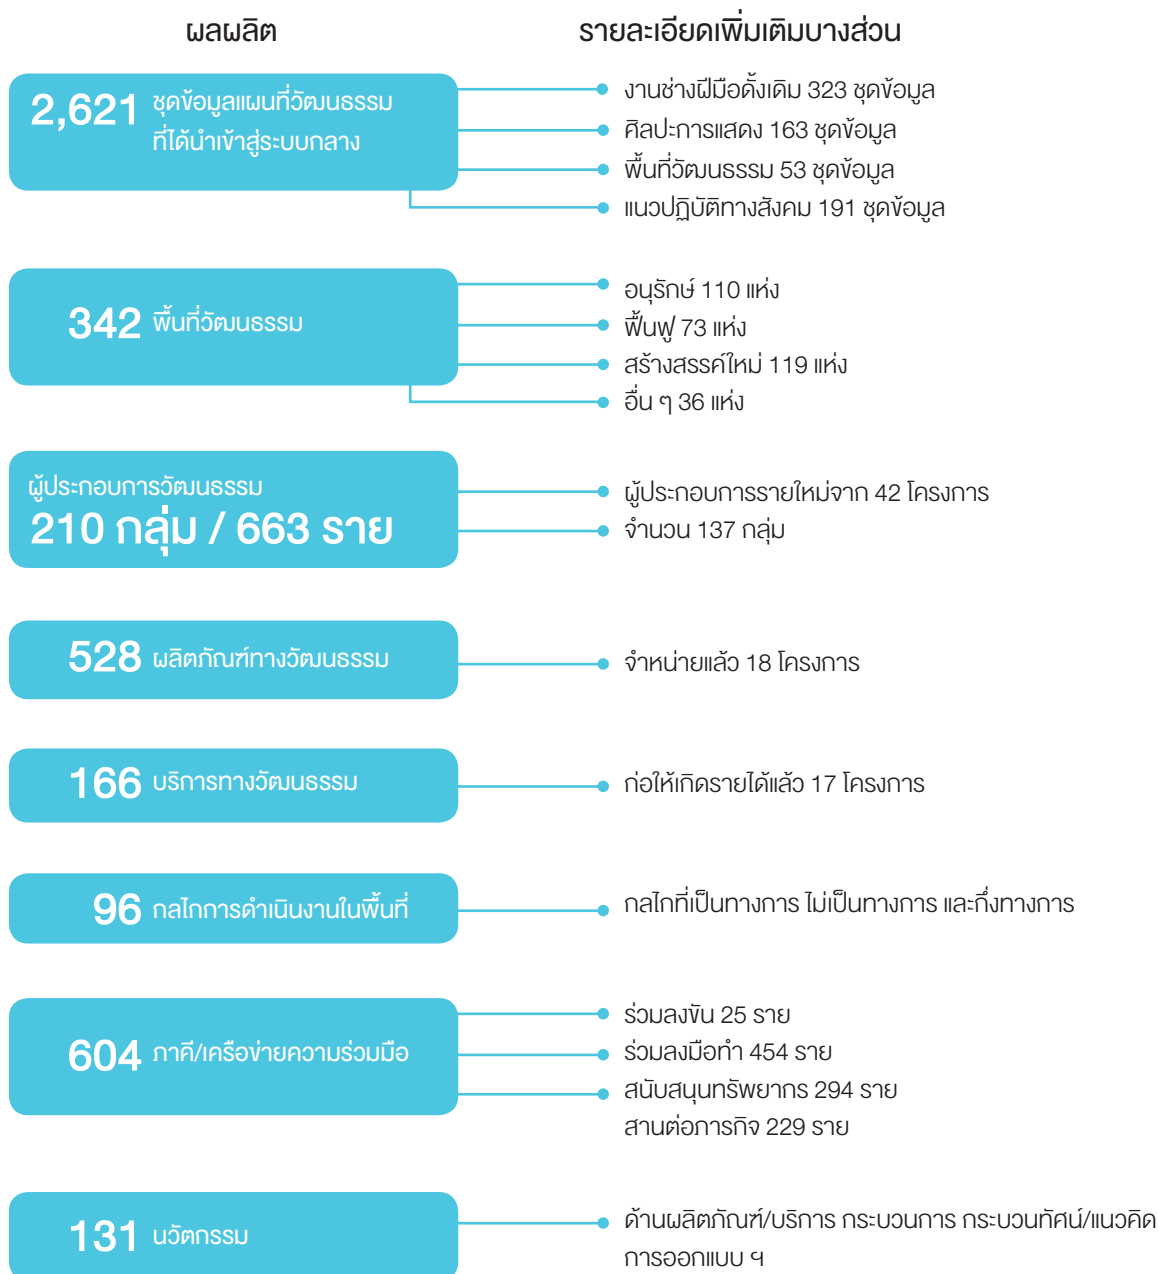 ผลผลิต
รายละเอียดเพิ่มเติมบางส่วน
2,621 ชุดข้อมูลแผนที่วัฒนธรรม
ที่ได้นำเข้าสู่ระบบกลาง
งานช่างฝีมือดั้งเดิม 323 ชุดข้อมูล
ศิลปะการแสดง 163 ชุดข้อมูล
พื้นที่วัฒนธรรม 53 ชุดข้อมูล
แนวปฏิบัติทางสังคม 191 ชุดข้อมูล
342 พื้นที่วัฒนธรรม
อนุรักษ์ 110 แห่ง
ฟื้นฟู 73 แห่ง
สร้างสรรค์ใหม่ 119 แห่ง
อื่น ๆ 36 แห่ง
ผู้ประกอบการวัฒนธรรม
210 กลุ่ม / 663 ราย
ผู้ประกอบการรายใหม่จาก 42 โครงการ
จำนวน 137 กลุ่ม
528 ผลิตภัณฑ์ทางวัฒนธรรม
จำหน่ายแล้ว 18 โครงการ
166 บริการทางวัฒนธรรม
ก่อให้เกิดรายได้แล้ว 17 โครงการ
96 กลไกการดำเนินงานในพื้นที่
กลไกที่เป็นทางการ ไม่เป็นทางการ และกึ่งทางการ
604 ภาคี/เครือข่ายความร่วมมือ
ร่วมลงขัน 25 ราย
ร่วมลงมือทำ 454 ราย
สนับสนุนทรัพยากร 294 ราย
สานต่อภารกิจ 229 ราย
131 นวัตกรรม
ด้านผลิตภัณฑ์/บริการ กระบวนการ กระบวนทัศน์/แนวคิด
การออกแบบ ฯ